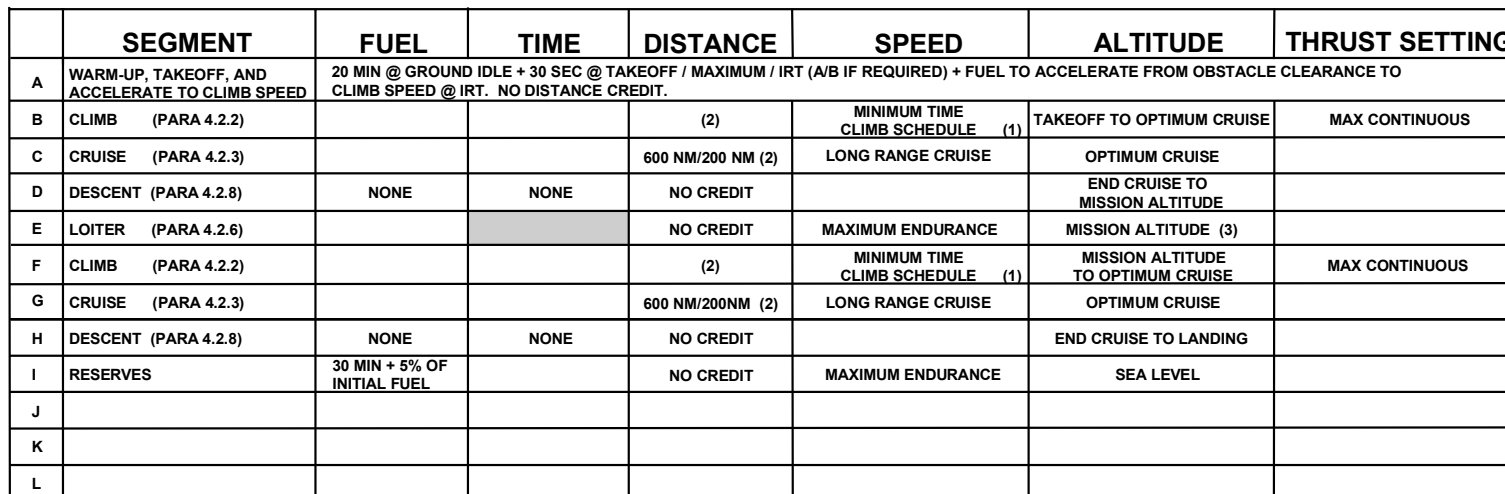 SEGMENT FUEL TIME DISTANCE SPEED ALTITUDE THRUST SETTING
A WARM-UP, TAKEOFF, AND ACCELERATE TO CLIMB SPEED 20 MIN @ GROUND IDLE + 30 SEC @ TAKEOFF / MAXIMUM / IRT (A/B IF REQUIRED) + FUEL TO ACCELERATE FROM OBSTACLE CLEARANCE TO CLIMB SPEED @ IRT. NO DISTANCE CREDIT.
B CLIMB (PARA 4.2.2) (2) MINIMUM TIME CLIMB SCHEDULE (1) TAKEOFF TO OPTIMUM CRUISE MAX CONTINUOUS
C CRUISE (PARA 4.2.3) 600 NM/200 NM (2) LONG RANGE CRUISE OPTIMUM CRUISE
D DESCENT (PARA 4.2.8) NONE NONE NO CREDIT END CRUISE TO MISSION ALTITUDE
E LOITER (PARA 4.2.6) NO CREDIT MAXIMUM ENDURANCE MISSION ALTITUDE (3)
F CLIMB (PARA 4.2.2) (2) MINIMUM TIME CLIMB SCHEDULE (1) MISSION ALTITUDE TO OPTIMUM CRUISE MAX CONTINUOUS
G CRUISE (PARA 4.2.3) 600 NM/200NM (2) LONG RANGE CRUISE OPTIMUM CRUISE
H DESCENT (PARA 4.2.8) NONE NONE NO CREDIT END CRUISE TO LANDING
I RESERVES 30 MIN + 5% OF INITIAL FUEL NO CREDIT MAXIMUM ENDURANCE SEA LEVEL
J
K
L